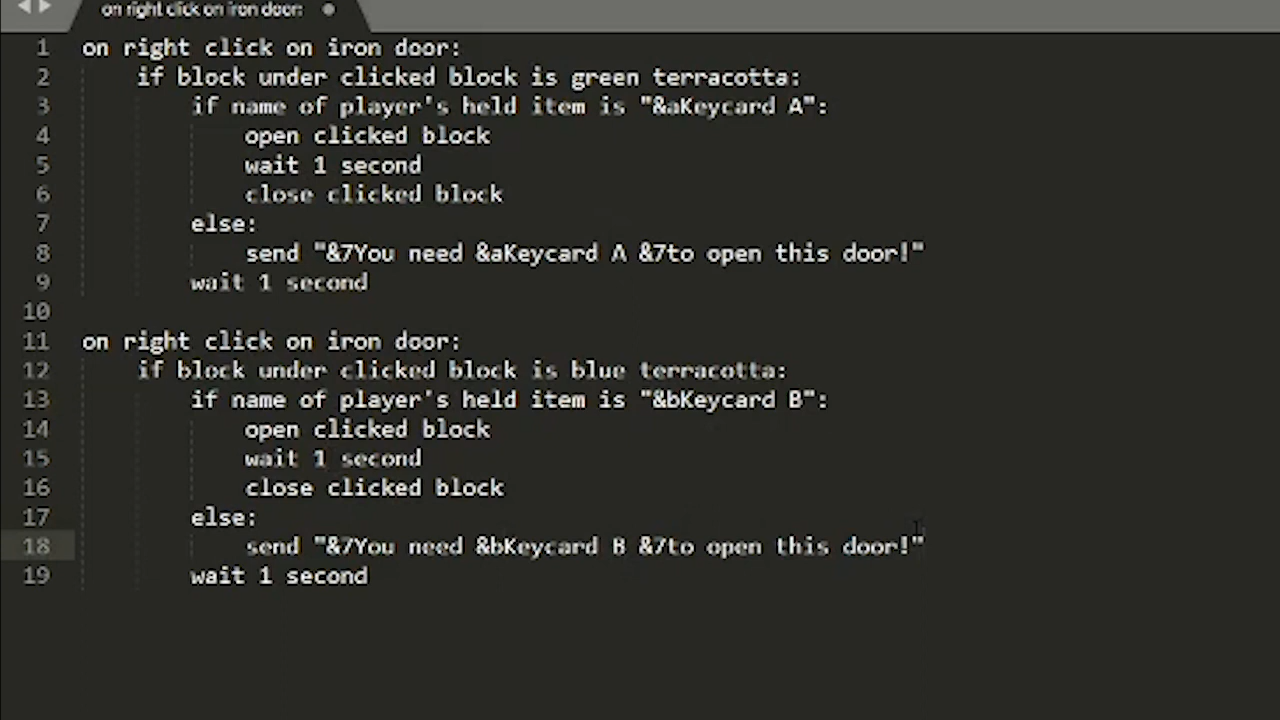 on right click on iron door:
1 on right click on iron door:
2 if block under clicked block is green terracotta:
3 if name of player's held item is "&aKeycard A":
4 open clicked block
5 wait 1 second
6 close clicked block
7 else:
8 send "&7You need &aKeycard A &7to open this door!"
9 wait 1 second
10
11 on right click on iron door:
12 if block under clicked block is blue terracotta:
13 if name of player's held item is "&bKeycard B":
14 open clicked block
15 wait 1 second
16 close clicked block
17 else:
18 send "&7You need &bKeycard B &7to open this door!"
19 wait 1 second